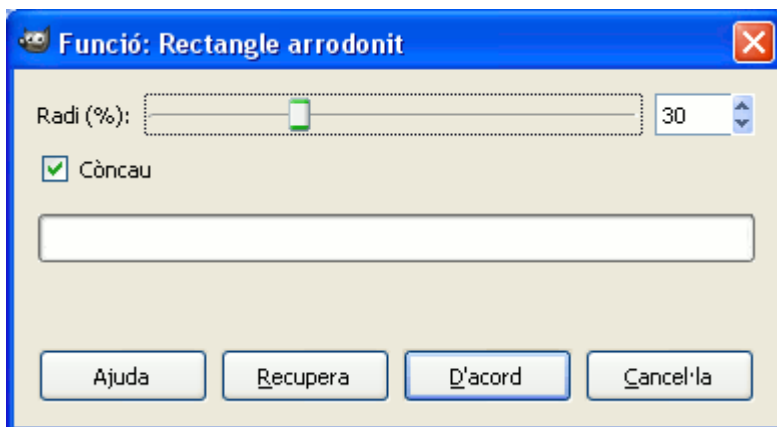 Funció: Rectangle arrodonit
Radi (%): 30
Còncau
Ajuda Recupera D'acord Cancel·la